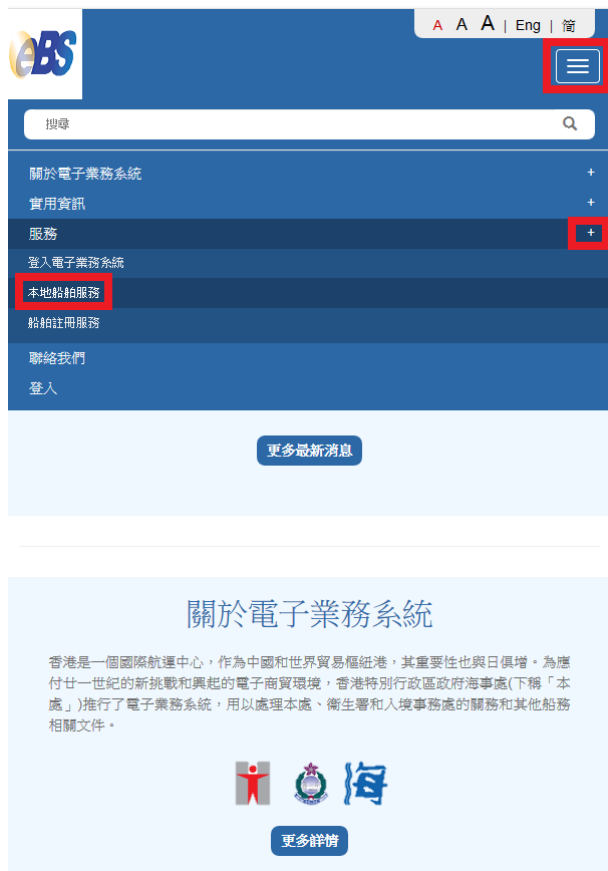 A A A | Eng | 简
eBS
搜尋
關於電子業務系統 +
實用資訊 +
服務 +
登入電子業務系統
本地船舶服務
船舶註冊服務
聯絡我們
登入
更多最新消息
關於電子業務系統
香港是一個國際航運中心，作為中國和世界貿易樞紐港，其重要性也與日俱增。為應
付廿一世紀的新挑戰和興起的電子商貿環境，香港特別行政區政府海事處(下稱「本
處」)推行了電子業務系統，用以處理本處、衞生署和入境事務處的關務和其他船務
相關文件。
海
更多詳情